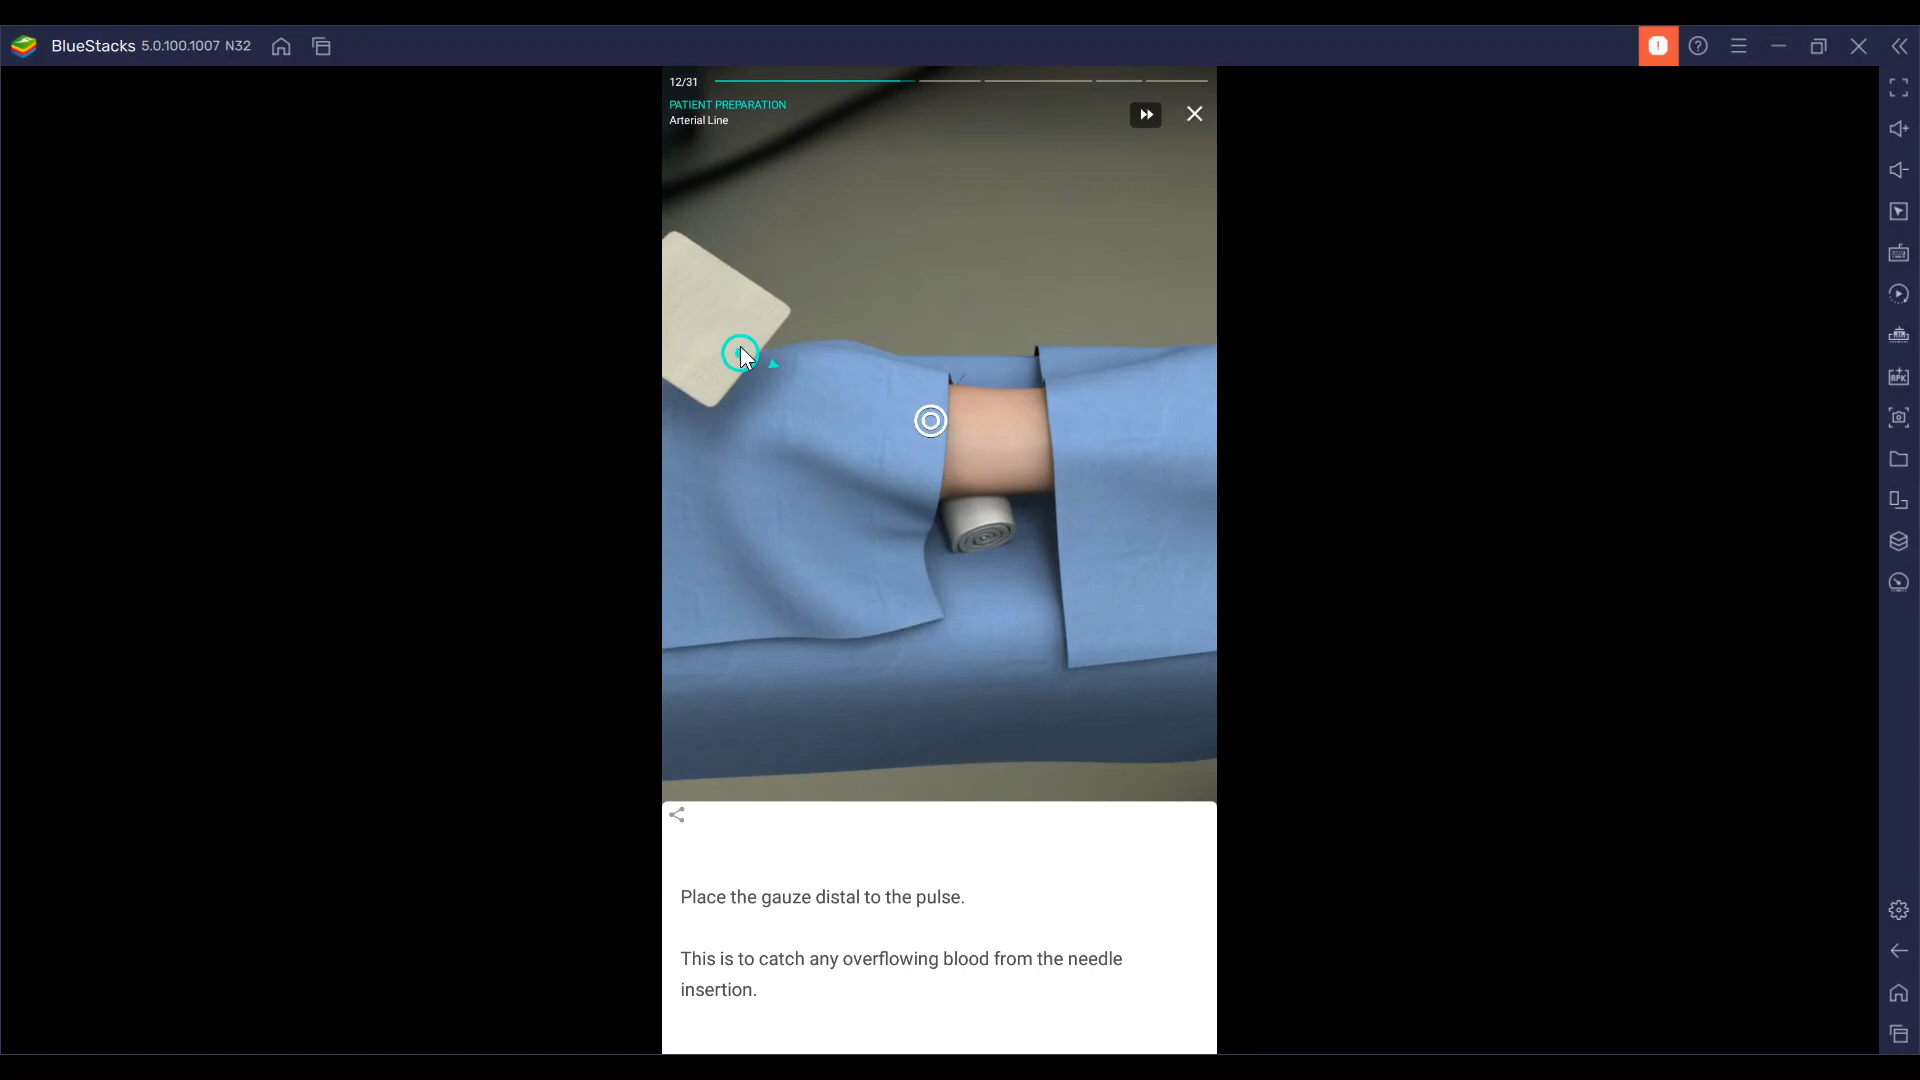 BlueStacks 5.0.100.1007 N32
12/31
PATIENT PREPARATION
Arterial Line
Place the gauze distal to the pulse.
This is to catch any overflowing blood from the needle
insertion.